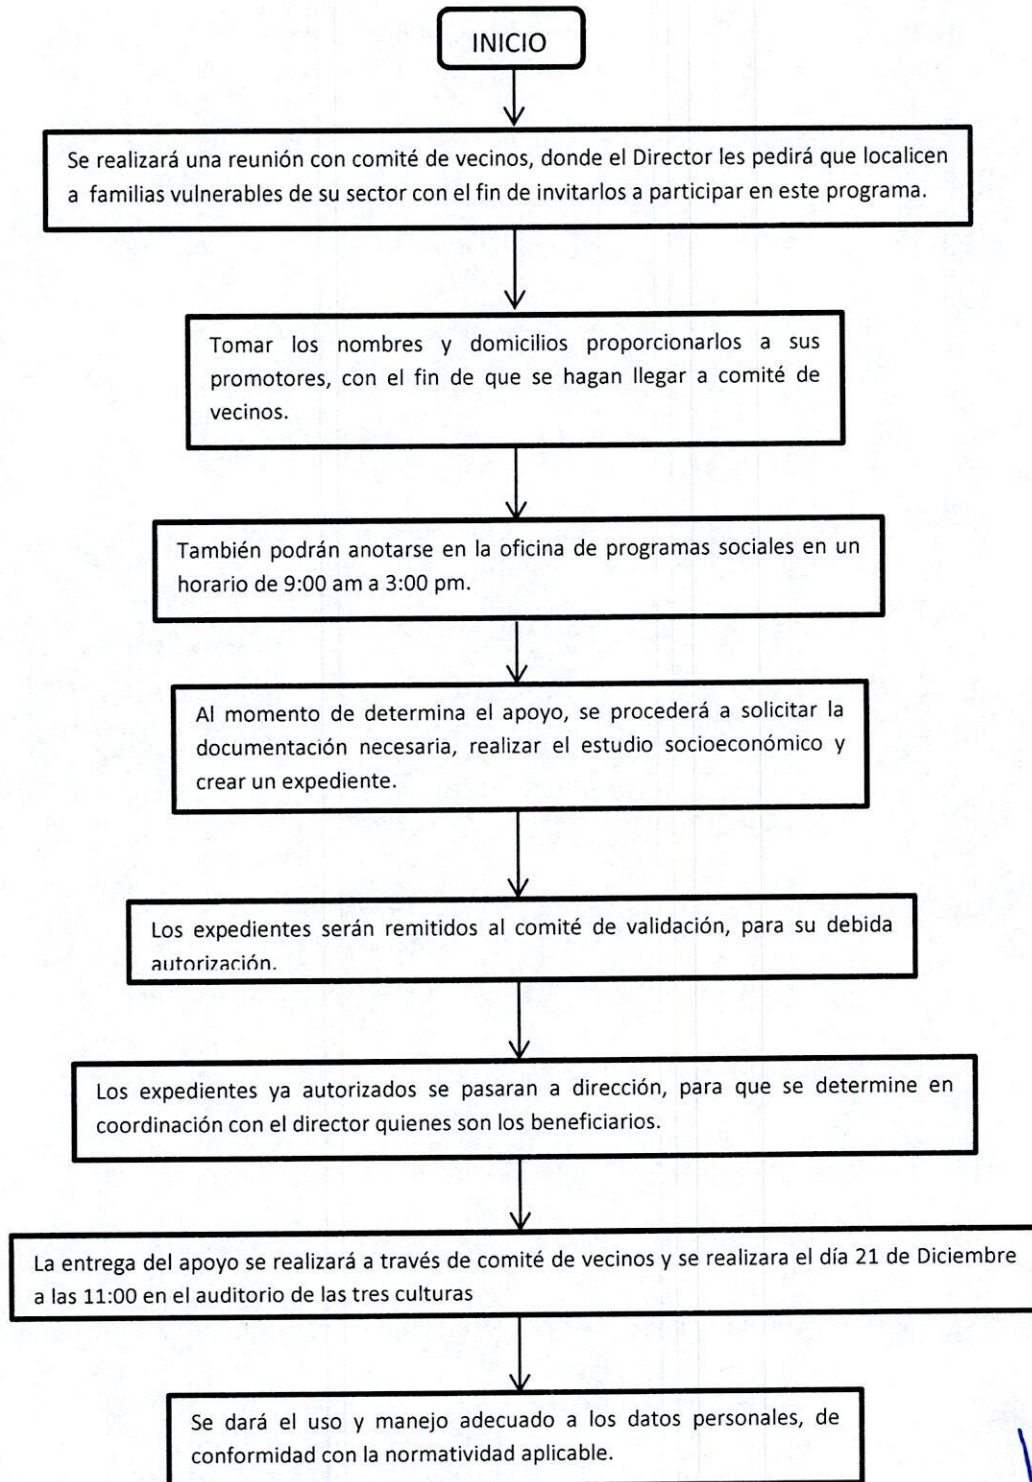 INICIO
Se realizará una reunión con comité de vecinos, donde el Director les pedirá que localicen
a familias vulnerables de su sector con el fin de invitarlos a participar en este programa.
Tomar los nombres y domicilios proporcionarlos a sus
promotores, con el fin de que se hagan llegar a comité de
vecinos.
También podrán anotarse en la oficina de programas sociales en un
horario de 9:00 am a 3:00 pm.
Al momento de determina el apoyo, se procederá a solicitar la
documentación necesaria, realizar el estudio socioeconómico y
crear un expediente.
Los expedientes serán remitidos al comité de validación, para su debida
autorización.
Los expedientes ya autorizados se pasaran a dirección, para que se determine en
coordinación con el director quienes son los beneficiarios.
La entrega del apoyo se realizará a través de comité de vecinos y se realizara el día 21 de Diciembre
a las 11:00 en el auditorio de las tres culturas
Se dará el uso y manejo adecuado a los datos personales, de
conformidad con la normatividad aplicable.